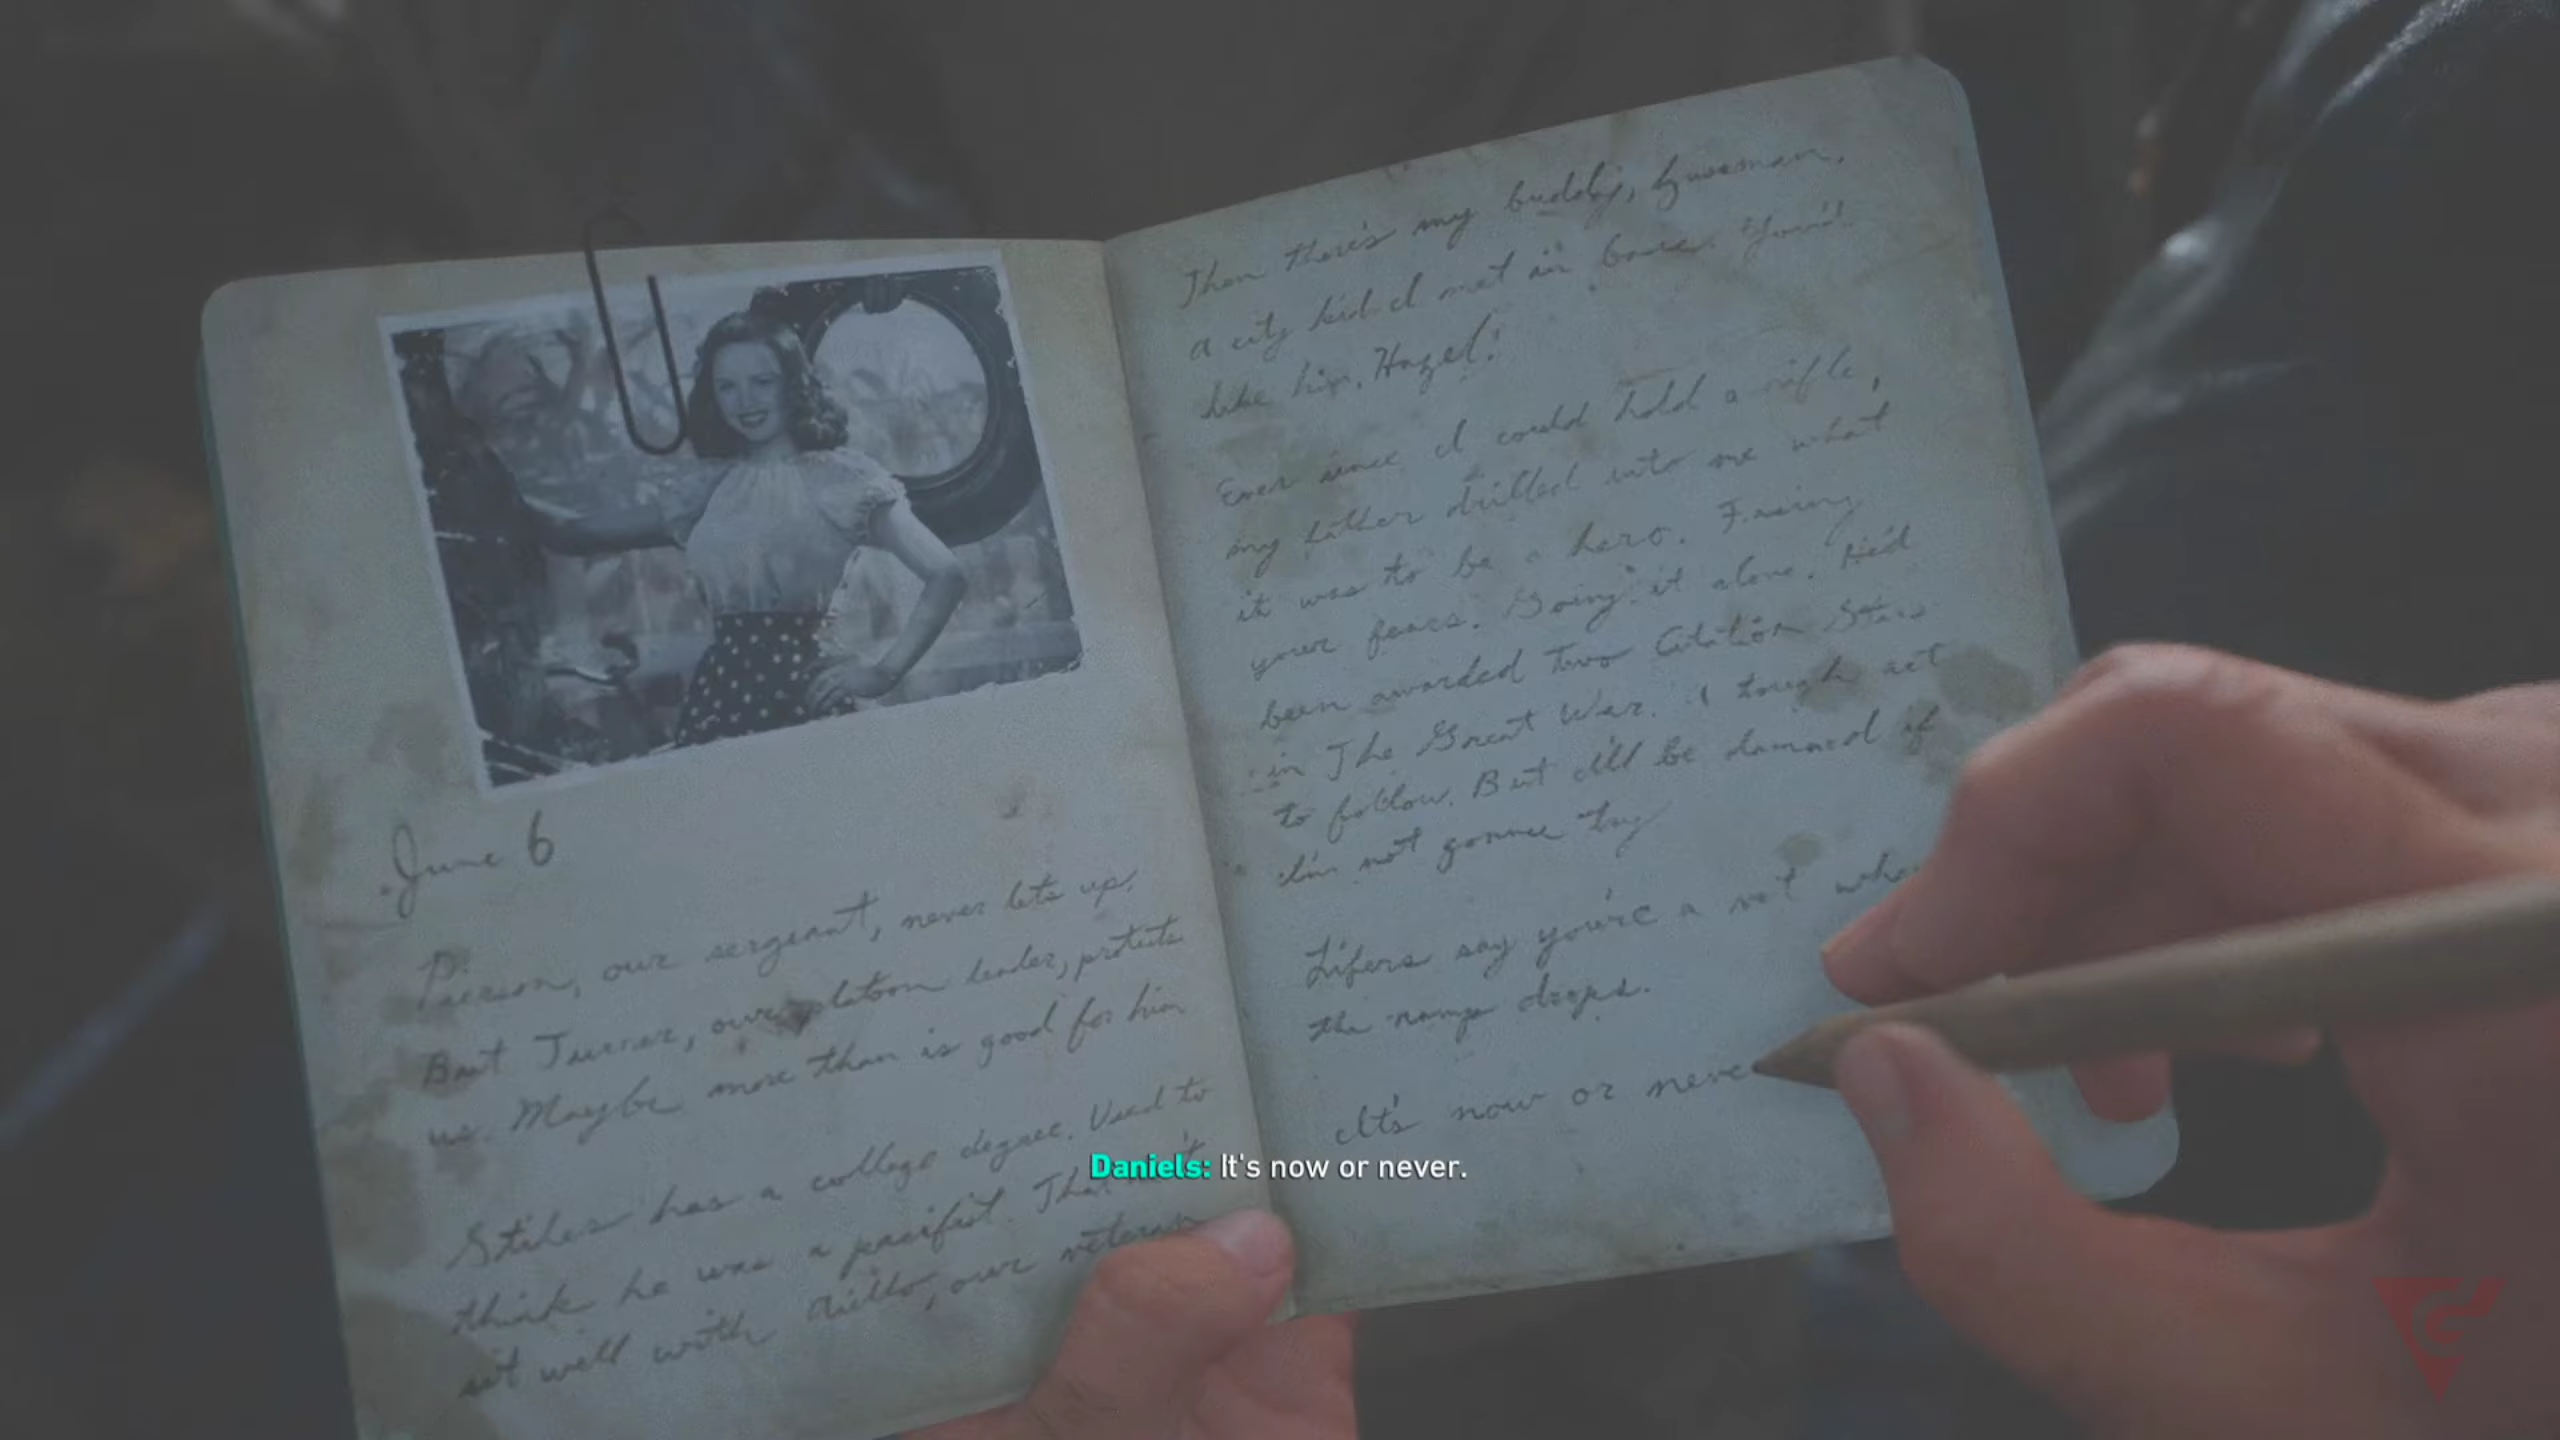 June 6
Pierson, our sergeant, never lets up.
But Turner, our platoon leader, protects
us. Maybe more than is good for him
Stiles has a college degree. Used to
think he was a pacifist. That
sit well with Aiello, our veteran
Then there's my buddy, Zussman,
a city kid I met in base. You'd
like him, Hazel!
Ever since I could hold a rifle,
my father drilled into me what
it was to be a hero. Facing
your fears. Going it alone. He'd
been awarded Two Citation Stars
in The Great War. A tough act
to follow. But I'll be damned if
I'm not gonna try
Lifers say you're a vet when
the ramp drops.
It's now or never
Daniels: It's now or never.